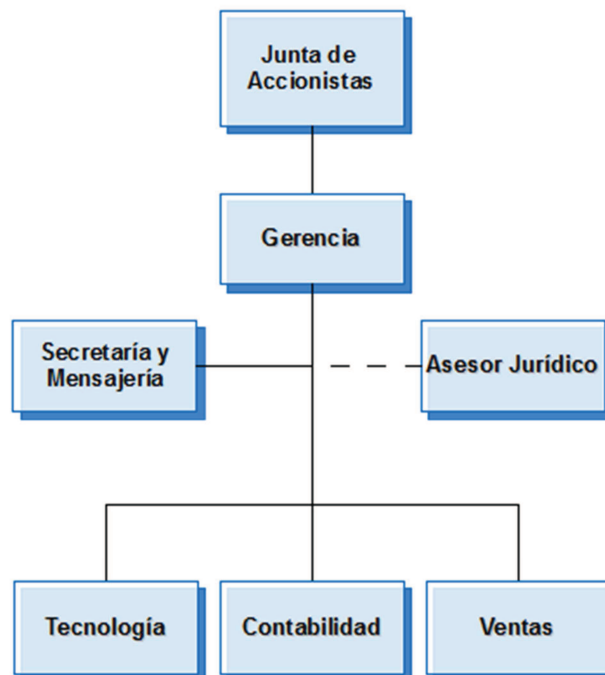 Junta de
Accionistas
Gerencia
Secretaría y
Mensajería
Asesor Jurídico
Tecnología
Contabilidad
Ventas